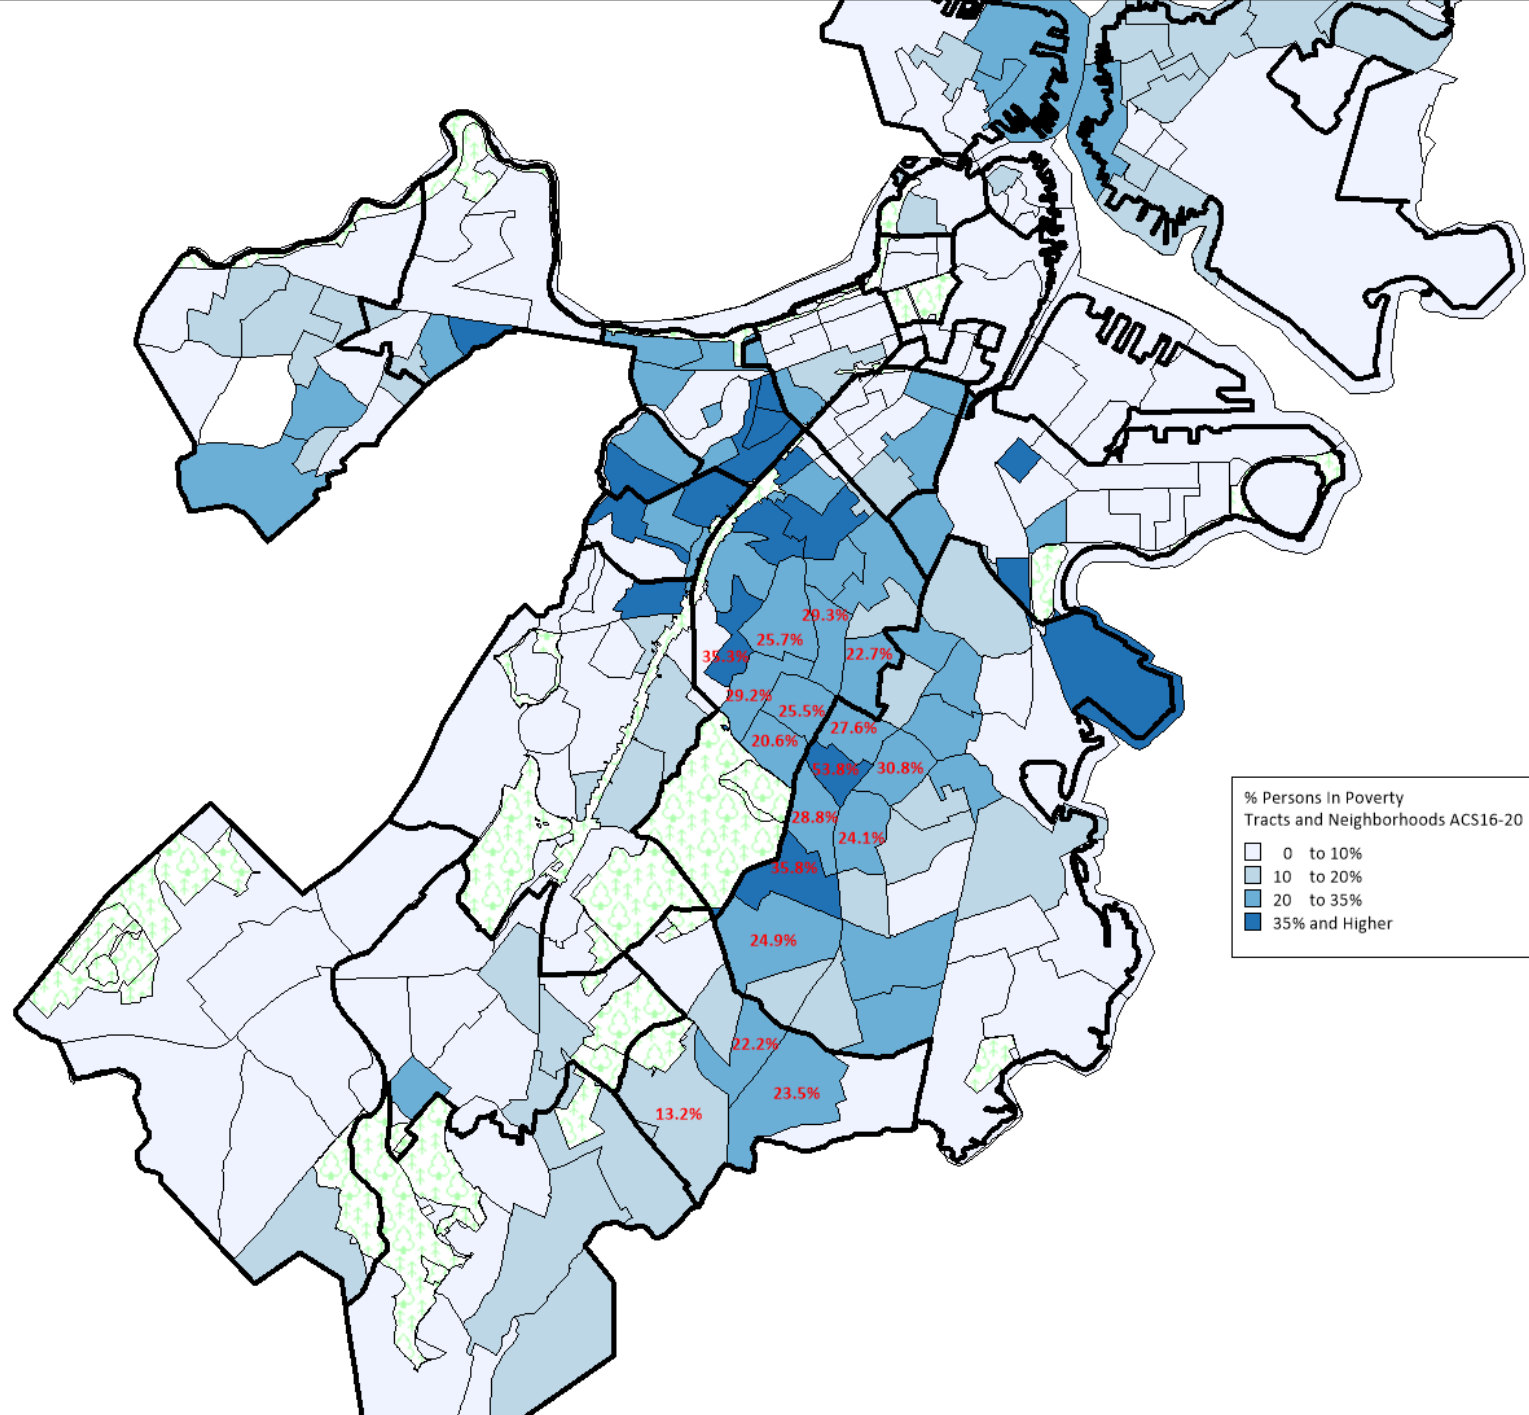 29.3%
25.7%
35.3%
22.7%
29.2%
25.5%
27.6%
20.6%
53.8%
30.8%
28.8%
24.1%
35.8%
24.9%
22.2%
23.5%
13.2%
% Persons In Poverty
Tracts and Neighborhoods ACS16-20
0 to 10%
10 to 20%
20 to 35%
35% and Higher